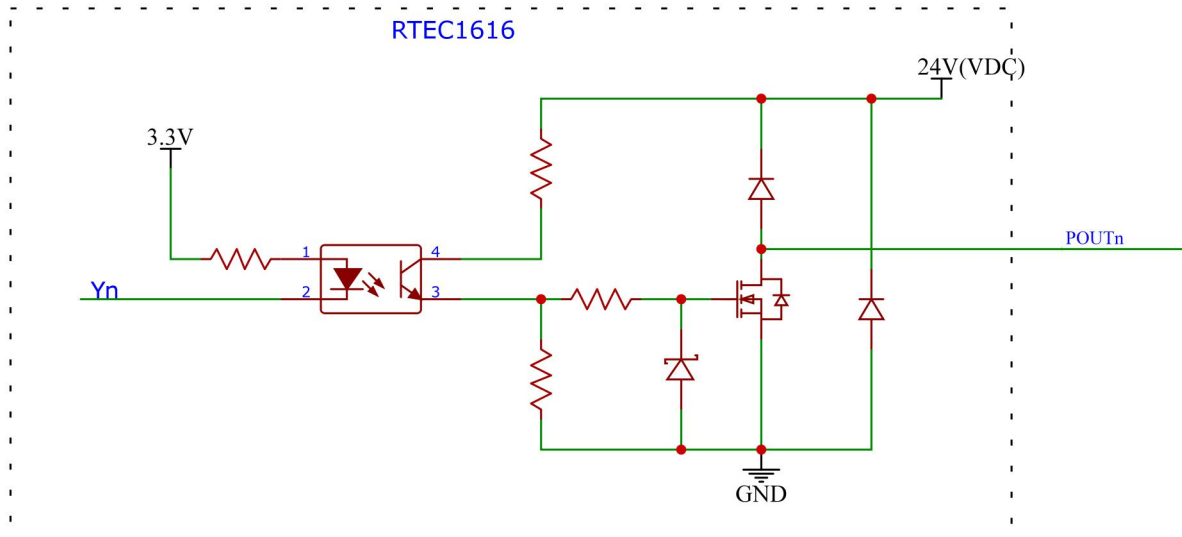 RTEC1616
24V(VDC)
3.3V
1
4
POUTn
Yn
2
3
GND